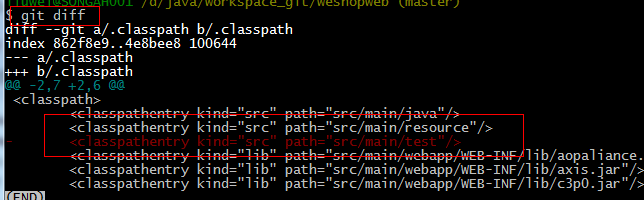 /d/java/workspace_git/weshopweb (master)
$ git diff
diff --git a/.classpath b/.classpath
index 862f8e9..4e8bee8 100644
--- a/.classpath
+++ b/.classpath
@@ -2,7 +2,6 @@
<classpath>
<classpathentry kind="src" path="src/main/java"/>
<classpathentry kind="src" path="src/main/resource"/>
- <classpathentry kind="src" path="src/main/test"/>
<classpathentry kind="lib" path="src/main/webapp/WEB-INF/lib/aopaliance.
<classpathentry kind="lib" path="src/main/webapp/WEB-INF/lib/axis.jar"/>
<classpathentry kind="lib" path="src/main/webapp/WEB-INF/lib/c3p0.jar"/>
(END)